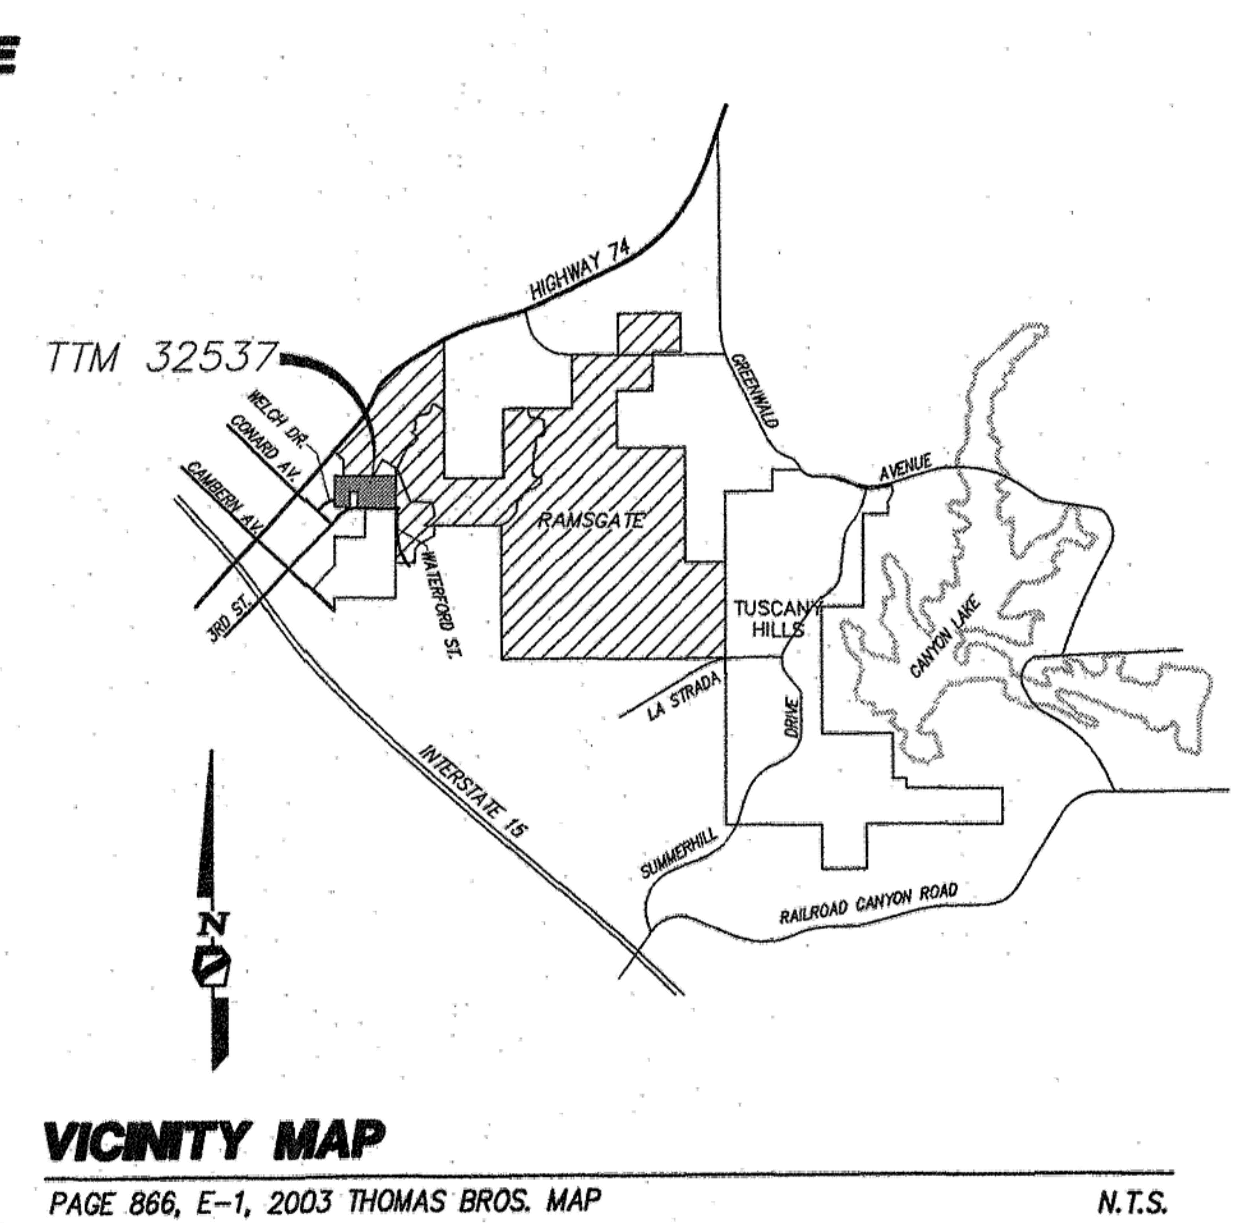 HIGHWAY 74
TTM 32537
WELCH DR.
CONARD AV.
CAMBERN AV.
3RD ST.
WATERFORD ST.
RAMSGATE
GREENWALD
AVENUE
TUSCANY
HILLS
CANYON LAKE
LA STRADA
DRIVE
INTERSTATE 15
SUMMERHILL
RAILROAD CANYON ROAD
N
VICINITY MAP
PAGE 866, E-1, 2003 THOMAS BROS. MAP
N.T.S.